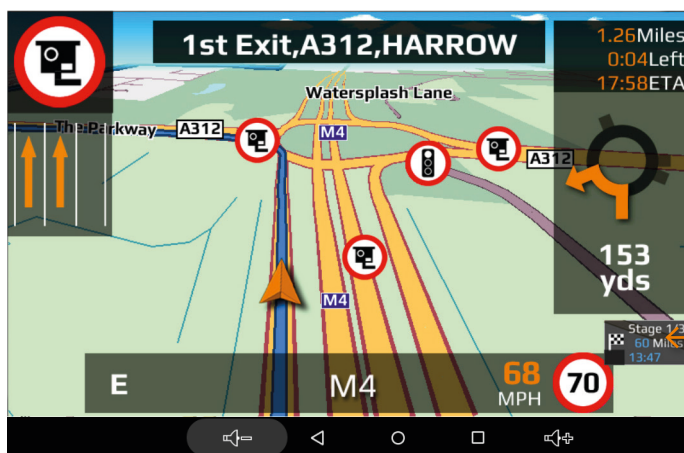 1st Exit,A312,HARROW
1.26Miles
0:04Left
17:58ETA
Watersplash Lane
The Parkway
A312
M4
A312
153
yds
M4
Stage 1/3
60 Miles
13:47
E
M4
68
MPH
70